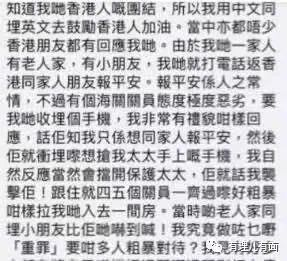 知道英文我哋香港人嘅團結，所以我用中文同
埋英文去鼓勵香港人加油。當中亦都唔少
香港朋友都有回應我哋。由於我哋一家人
有老人家，有小朋友，我哋就打電話返香
港同家人朋友報平安。報平安係人之常
情，不過有個海關關員態度極度惡劣，要
我哋收埋個手機，我非常有禮貌咁樣回
應，話佢知我只係想同家人報平安，然後
佢就衝埋嚟想搶我太太手上嘅手機，我自
然反應當然會擋開保護太太，佢就話我襲
擊佢！跟住就四五個關員一齊過嚟好粗暴
咁樣拉我哋入去一間房。當時啲老人家同
埋小朋友比佢哋嚇到喊！我究竟做咗乜嘢
「重罪」要咁多人粗暴對待？
有理儿有面